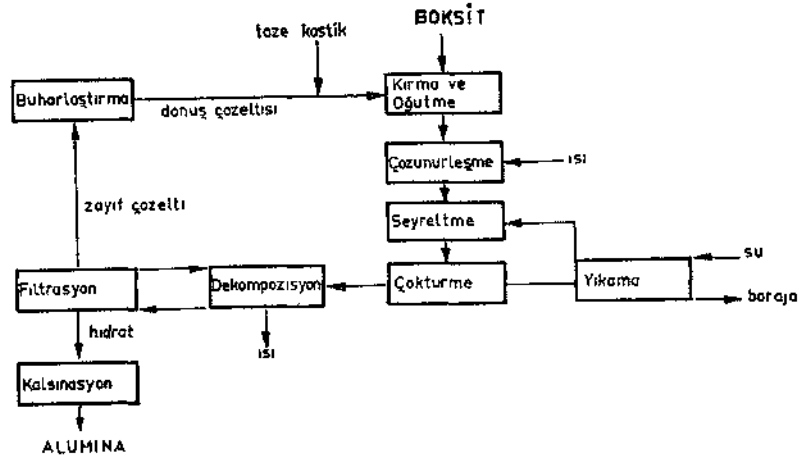 BOKSİT
taze kostik
Buharlaştırma
dönüş çözeltisi
Kırma ve
Öğütme
Çözünürleşme
ısı
zayıf çözelti
Seyreltme
su
Filtrasyon
Dekompozisyon
Çöktürme
Yıkama
baraja
hidrat
ısı
Kalsinasyon
ALUMINA